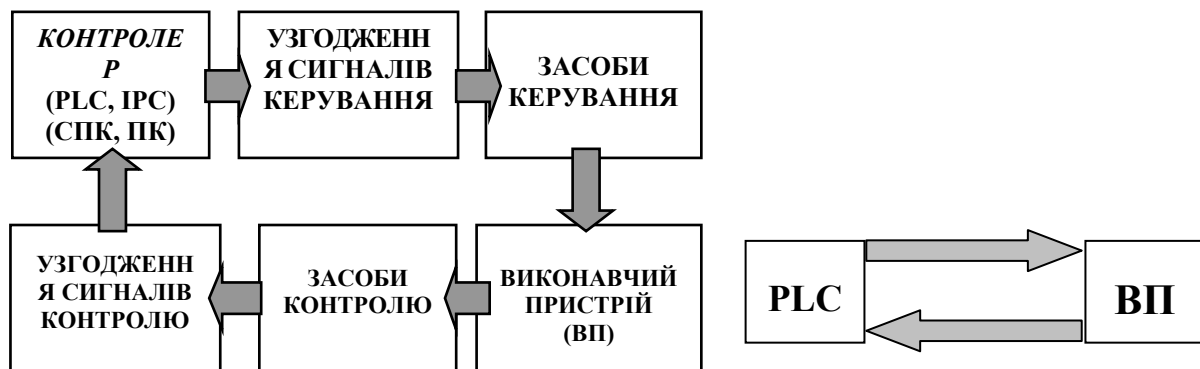 КОНТРОЛЕ
Р
(PLC, IPC)
(СПК, ПК)
УЗГОДЖЕНН
Я СИГНАЛІВ
КЕРУВАННЯ
ЗАСОБИ
КЕРУВАННЯ
УЗГОДЖЕНН
Я СИГНАЛІВ
КОНТРОЛЮ
ЗАСОБИ
КОНТРОЛЮ
ВИКОНАВЧИЙ
ПРИСТРІЙ
(ВП)
PLC
ВП